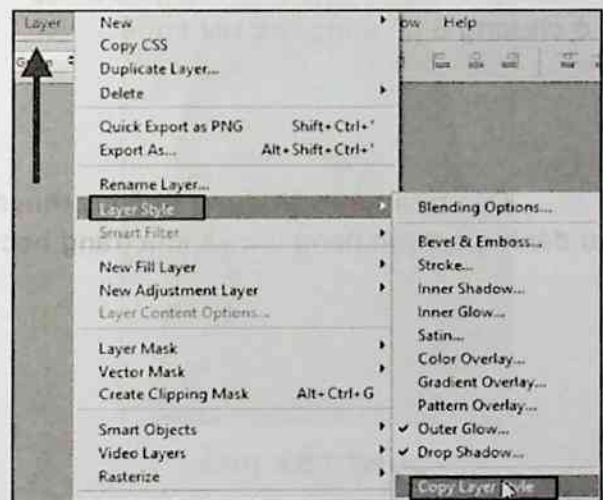 Layer
New
ow Help
Copy CSS
Duplicate Layer...
Delete
Quick Export as PNG Shift+Ctrl+'
Export As... Alt+Shift+Ctrl+'
Rename Layer...
Layer Style
Smart Filter
New Fill Layer
New Adjustment Layer
Layer Content Options...
Layer Mask
Vector Mask
Create Clipping Mask Alt+Ctrl+G
Smart Objects
Video Layers
Rasterize
Blending Options...
Bevel & Emboss...
Stroke...
Inner Shadow...
Inner Glow...
Satin...
Color Overlay...
Gradient Overlay...
Pattern Overlay...
Outer Glow...
Drop Shadow...
Copy Layer Style